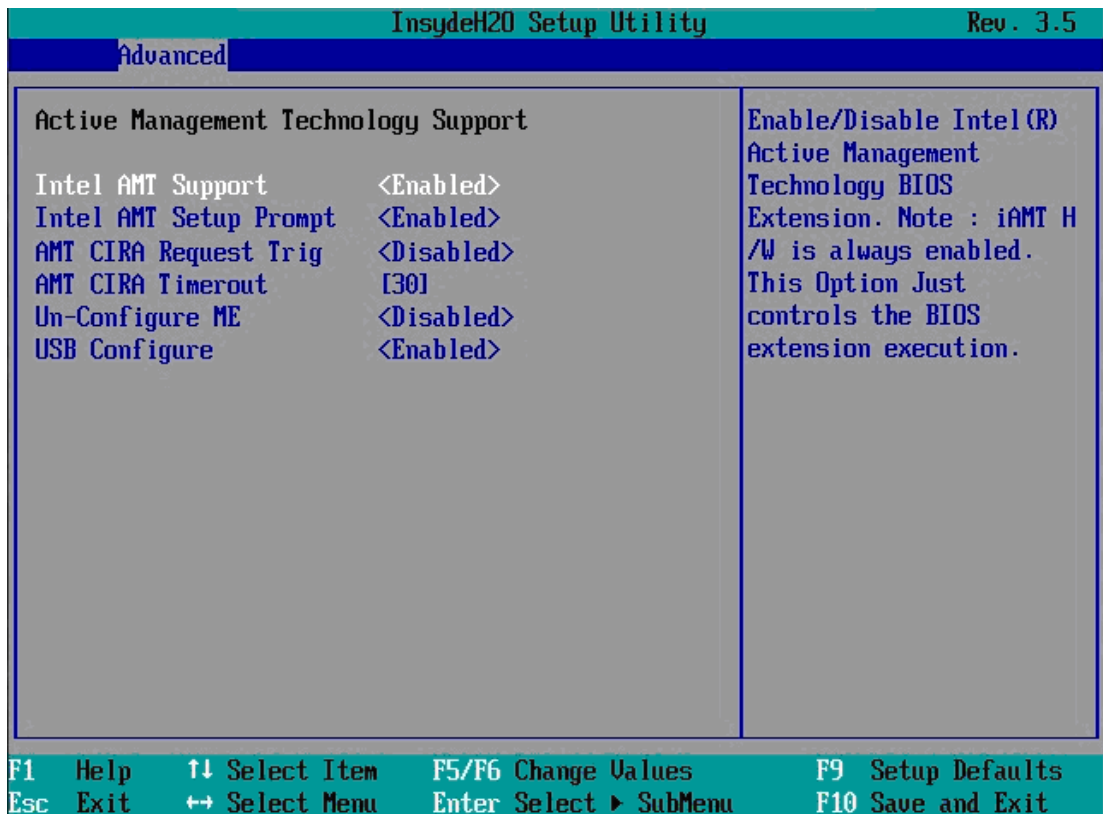 InsydeH20 Setup Utility Rev. 3.5
Advanced
Active Management Technology Support
Intel AMT Support <Enabled>
Intel AMT Setup Prompt <Enabled>
AMT CIRA Request Trig <Disabled>
AMT CIRA Timerout [30]
Un-Configure ME <Disabled>
USB Configure <Enabled>
Enable/Disable Intel(R)
Active Management
Technology BIOS
Extension. Note : iAMT H
/W is always enabled.
This Option Just
controls the BIOS
extension execution.
F1 Help ↑↓ Select Item F5/F6 Change Values F9 Setup Defaults
Esc Exit ↔ Select Menu Enter Select ▶ SubMenu F10 Save and Exit